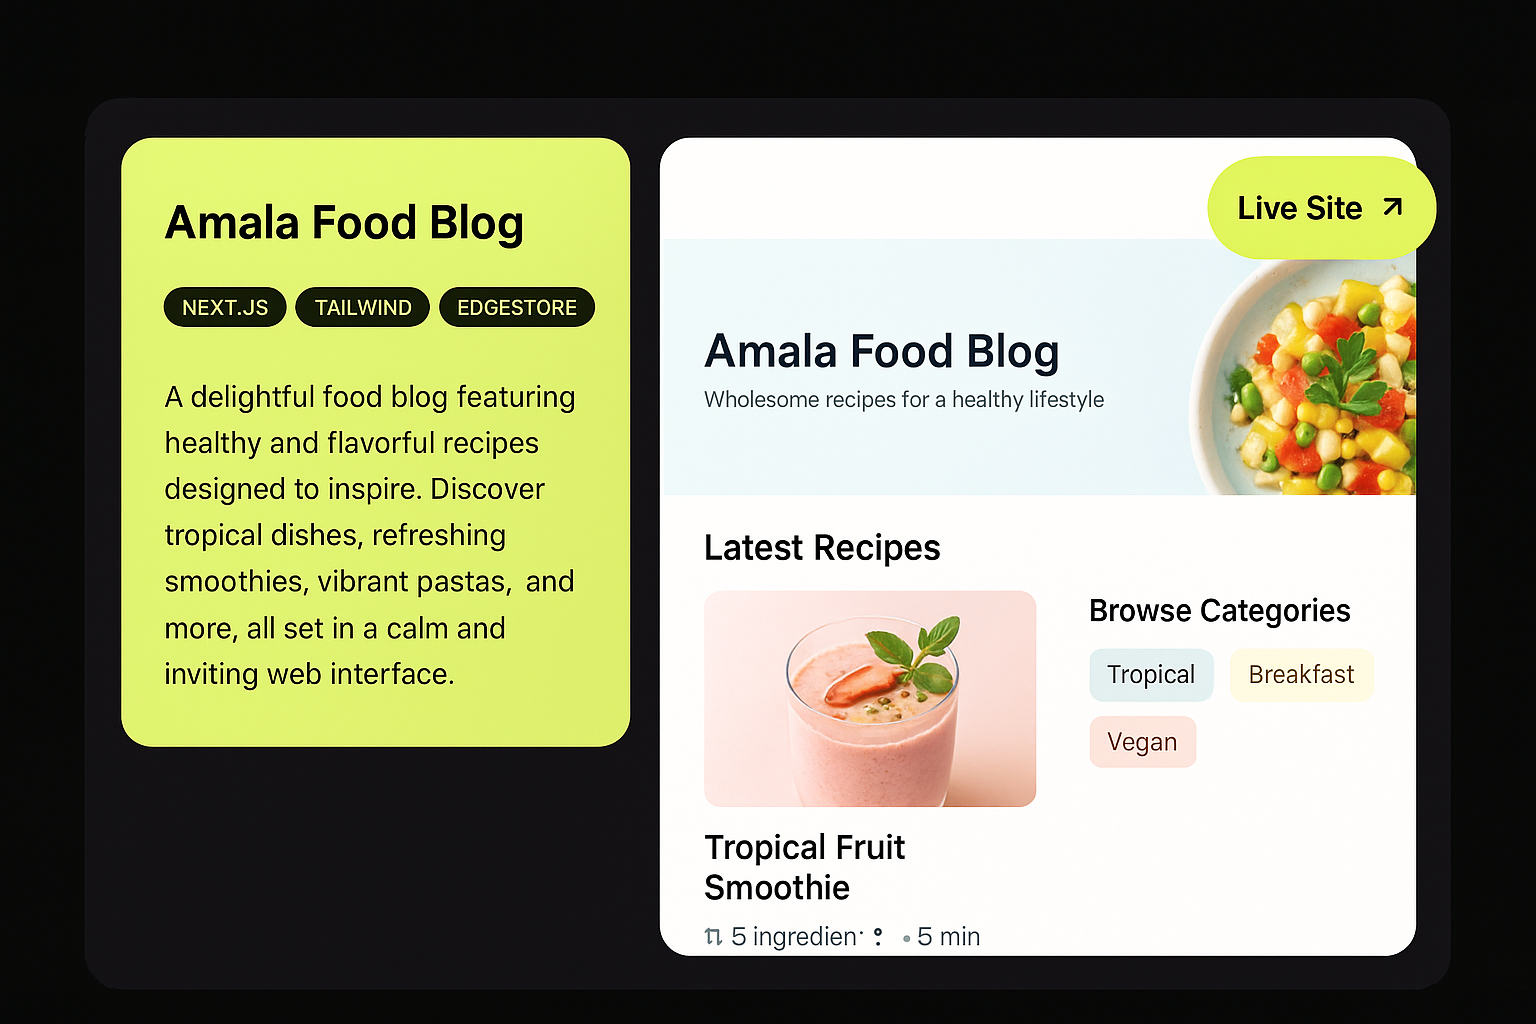 Amala Food Blog
NEXT.JS TAILWIND EDGESTORE
A delightful food blog featuring
healthy and flavorful recipes
designed to inspire. Discover
tropical dishes, refreshing
smoothies, vibrant pastas, and
more, all set in a calm and
inviting web interface.
Live Site
Amala Food Blog
Wholesome recipes for a healthy lifestyle
Latest Recipes
Tropical Fruit
Smoothie
5 ingredien
5 min
Browse Categories
Tropical Breakfast
Vegan